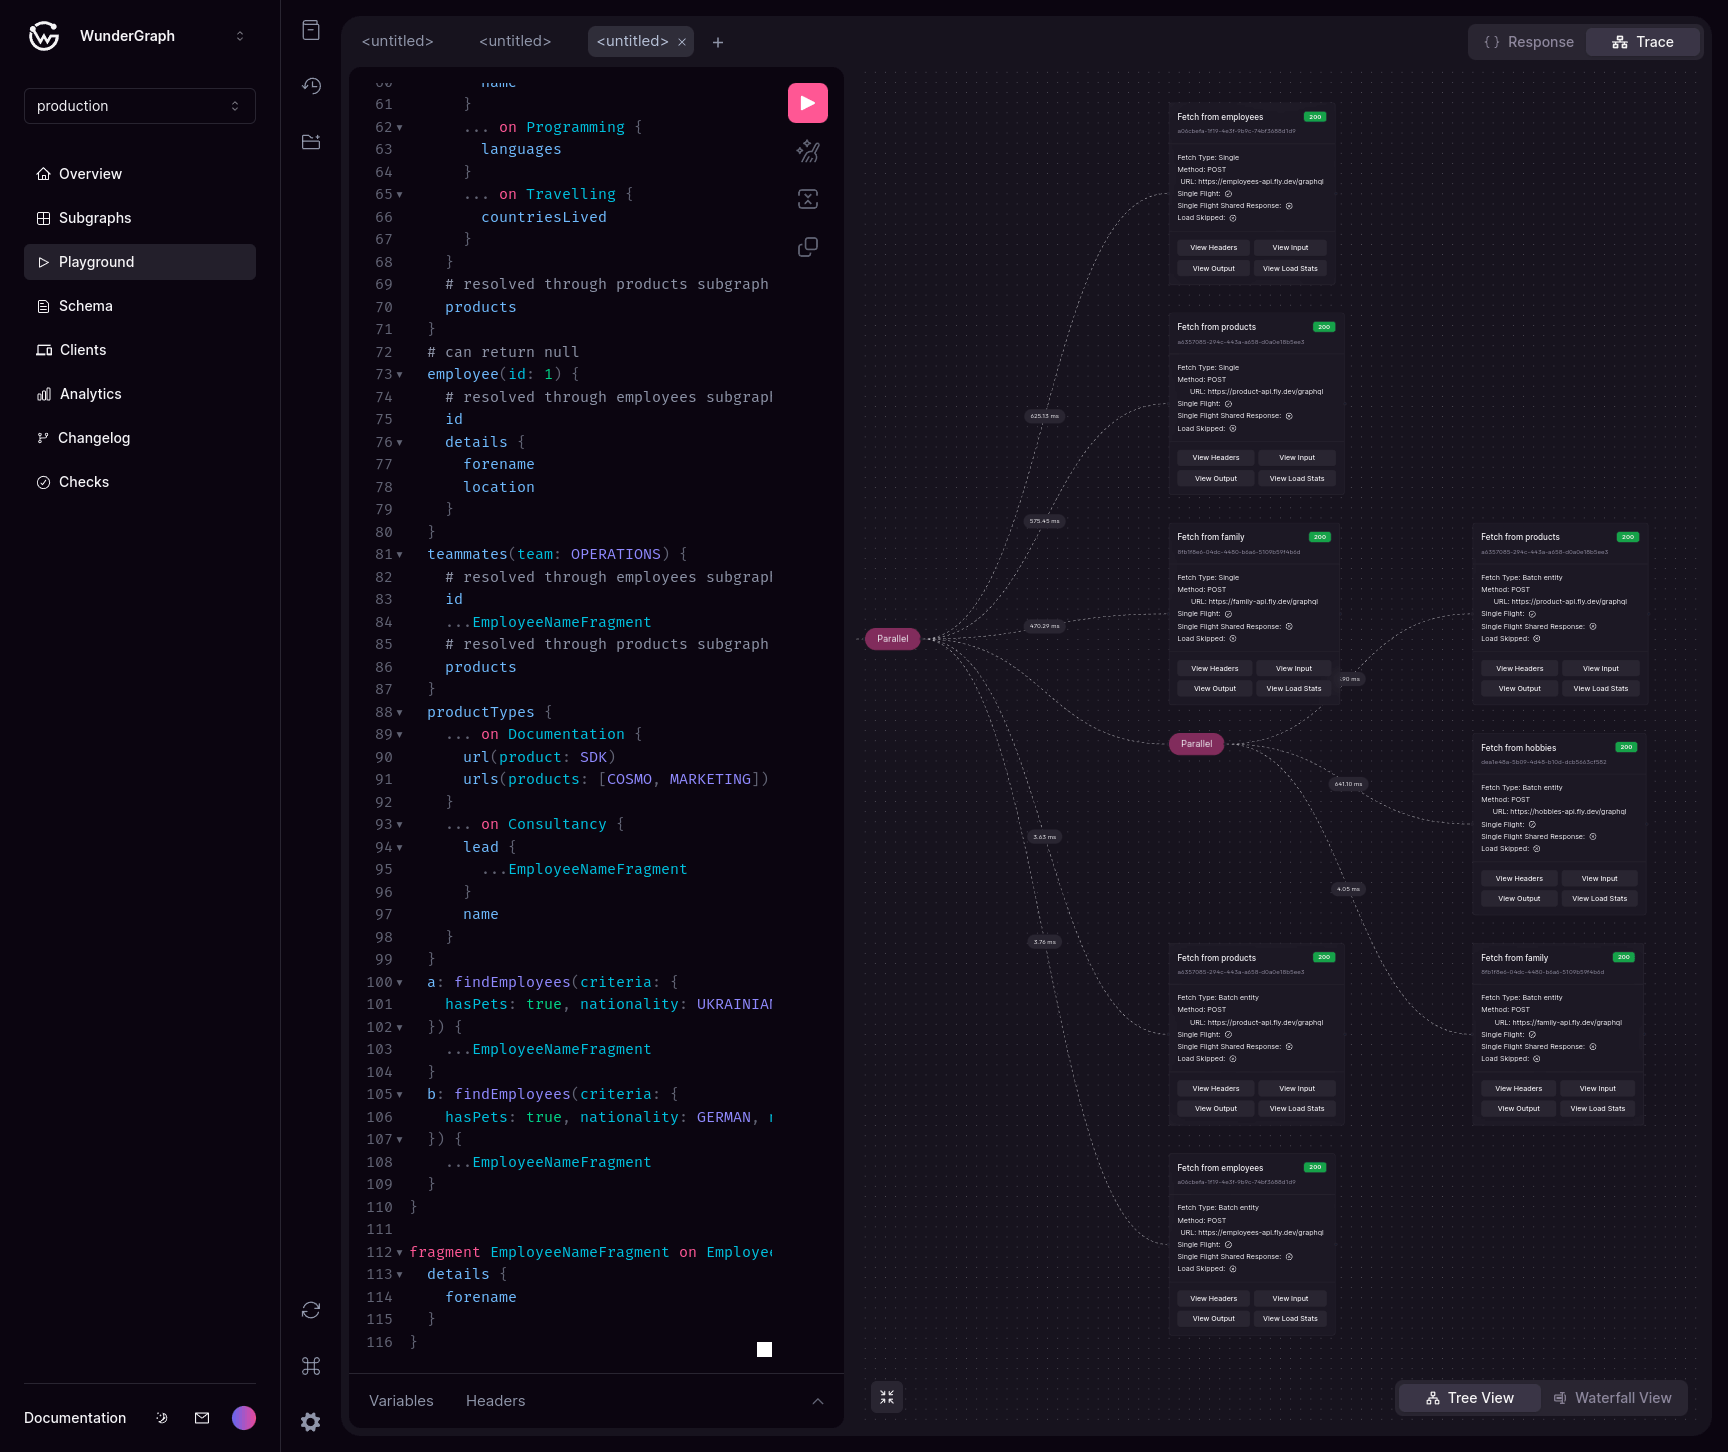 WunderGraph
production
Overview
Subgraphs
Playground
Schema
Clients
Analytics
Changelog
Checks
Documentation
<untitled>
<untitled>
<untitled>
Response
Trace
60 name
61 }
62 ... on Programming {
63 languages
64 }
65 ... on Travelling {
66 countriesLived
67 }
68 }
69 # resolved through products subgraph
70 products
71 }
72 # can return null
73 employee(id: 1) {
74 # resolved through employees subgraph
75 id
76 details {
77 forename
78 location
79 }
80 }
81 teammates(team: OPERATIONS) {
82 # resolved through employees subgraph
83 id
84 ...EmployeeNameFragment
85 # resolved through products subgraph
86 products
87 }
88 productTypes {
89 ... on Documentation {
90 url(product: SDK)
91 urls(products: [COSMO, MARKETING])
92 }
93 ... on Consultancy {
94 lead {
95 ...EmployeeNameFragment
96 }
97 name
98 }
99 }
100 a: findEmployees(criteria: {
101 hasPets: true, nationality: UKRAINIAN
102 }) {
103 ...EmployeeNameFragment
104 }
105 b: findEmployees(criteria: {
106 hasPets: true, nationality: GERMAN,
107 }) {
108 ...EmployeeNameFragment
109 }
110 }
111
112 fragment EmployeeNameFragment on Employee
113 details {
114 forename
115 }
116 }
Variables
Headers
Parallel
625.13 ms
575.45 ms
470.29 ms
3.63 ms
3.76 ms
Fetch from employees
200
Fetch Type: Single
Method: POST
URL: https://employees-api.fly.dev/graphql
Single Flight:
Single Flight Shared Response:
Load Skipped:
View Headers
View Input
View Output
View Load Stats
Fetch from products
200
Fetch Type: Single
Method: POST
URL: https://product-api.fly.dev/graphql
Single Flight:
Single Flight Shared Response:
Load Skipped:
View Headers
View Input
View Output
View Load Stats
Fetch from family
200
Fetch Type: Single
Method: POST
URL: https://family-api.fly.dev/graphql
Single Flight:
Single Flight Shared Response:
Load Skipped:
View Headers
View Input
View Output
View Load Stats
Parallel
.90 ms
641.10 ms
4.05 ms
Fetch from products
200
Fetch Type: Batch entity
Method: POST
URL: https://product-api.fly.dev/graphql
Single Flight:
Single Flight Shared Response:
Load Skipped:
View Headers
View Input
View Output
View Load Stats
Fetch from hobbies
200
Fetch Type: Batch entity
Method: POST
URL: https://hobbies-api.fly.dev/graphql
Single Flight:
Single Flight Shared Response:
Load Skipped:
View Headers
View Input
View Output
View Load Stats
Fetch from products
200
Fetch Type: Batch entity
Method: POST
URL: https://product-api.fly.dev/graphql
Single Flight:
Single Flight Shared Response:
Load Skipped:
View Headers
View Input
View Output
View Load Stats
Fetch from family
200
Fetch Type: Batch entity
Method: POST
URL: https://family-api.fly.dev/graphql
Single Flight:
Single Flight Shared Response:
Load Skipped:
View Headers
View Input
View Output
View Load Stats
Fetch from employees
200
Fetch Type: Batch entity
Method: POST
URL: https://employees-api.fly.dev/graphql
Single Flight:
Single Flight Shared Response:
Load Skipped:
View Headers
View Input
View Output
View Load Stats
Tree View
Waterfall View